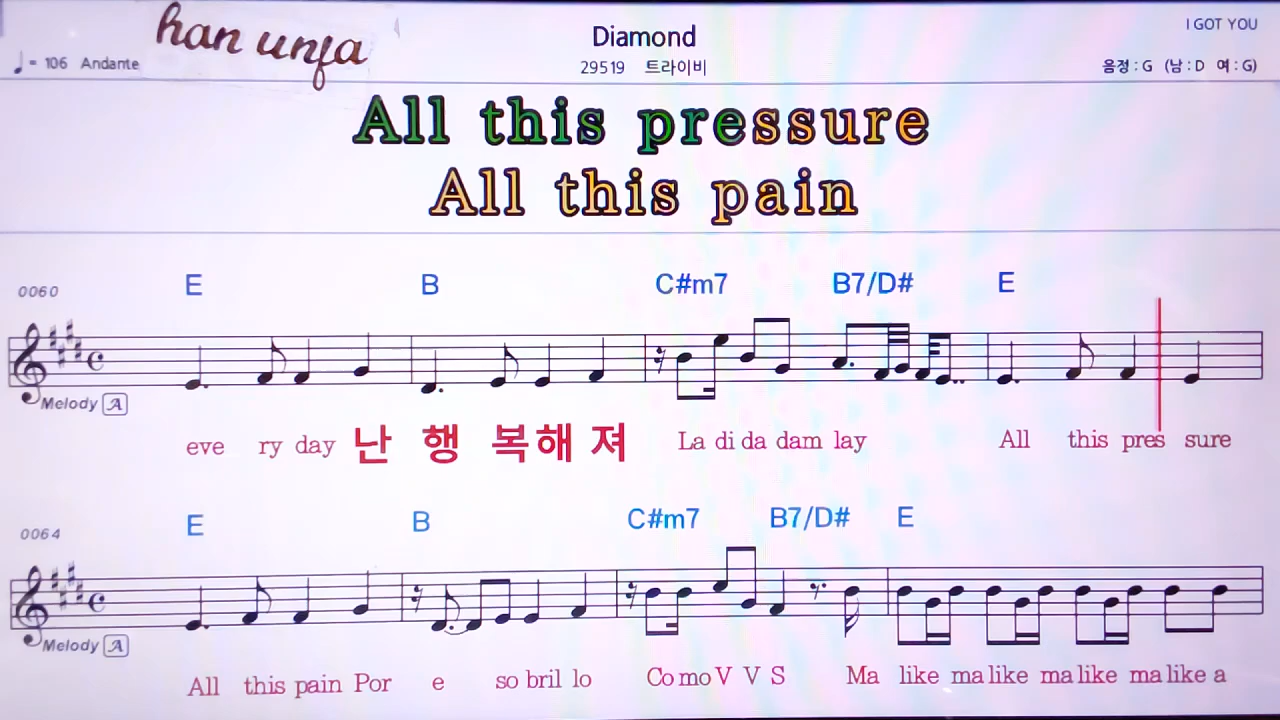 han unfa
Diamond
I GOT YOU
♩= 106 Andante
29519 트라이비
음정 : G (남 : D 여 : G)
All this pressure
All this pain
E B C#m7 B7/D# E
0060
Melody A
eve ry day 난 행 복해 져 La di da dam lay All this pres sure
E B C#m7 B7/D# E
0064
Melody A
All this pain Por e so bril lo Co mo V V S Ma like ma like ma like ma like a